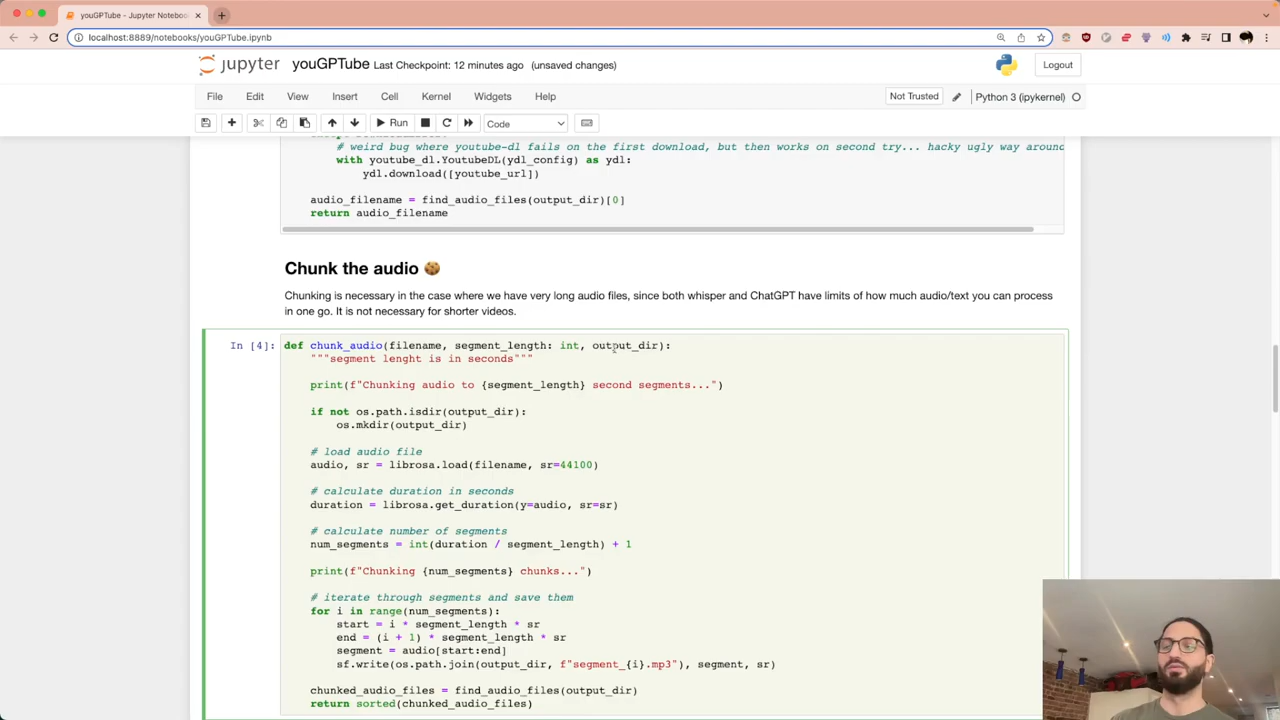 youGPTube - Jupyter Noteboo
localhost:8889/notebooks/youGPTube.ipynb
jupyter youGPTube Last Checkpoint: 12 minutes ago (unsaved changes)
Logout
File Edit View Insert Cell Kernel Widgets Help
Not Trusted
Python 3 (ipykernel)
Run
Code
# weird bug where youtube-dl fails on the first download, but then works on second try... hacky ugly way around
with youtube_dl.YoutubeDL(ydl_config) as ydl:
ydl.download([youtube_url])
audio_filename = find_audio_files(output_dir)[0]
return audio_filename
Chunk the audio 🍪
Chunking is necessary in the case where we have very long audio files, since both whisper and ChatGPT have limits of how much audio/text you can process
in one go. It is not necessary for shorter videos.
In [4]:
def chunk_audio(filename, segment_length: int, output_dir):
"""segment lenght is in seconds"""
print(f"Chunking audio to {segment_length} second segments...")
if not os.path.isdir(output_dir):
os.mkdir(output_dir)
# load audio file
audio, sr = librosa.load(filename, sr=44100)
# calculate duration in seconds
duration = librosa.get_duration(y=audio, sr=sr)
# calculate number of segments
num_segments = int(duration / segment_length) + 1
print(f"Chunking {num_segments} chunks...")
# iterate through segments and save them
for i in range(num_segments):
start = i * segment_length * sr
end = (i + 1) * segment_length * sr
segment = audio[start:end]
sf.write(os.path.join(output_dir, f"segment_{i}.mp3"), segment, sr)
chunked_audio_files = find_audio_files(output_dir)
return sorted(chunked_audio_files)